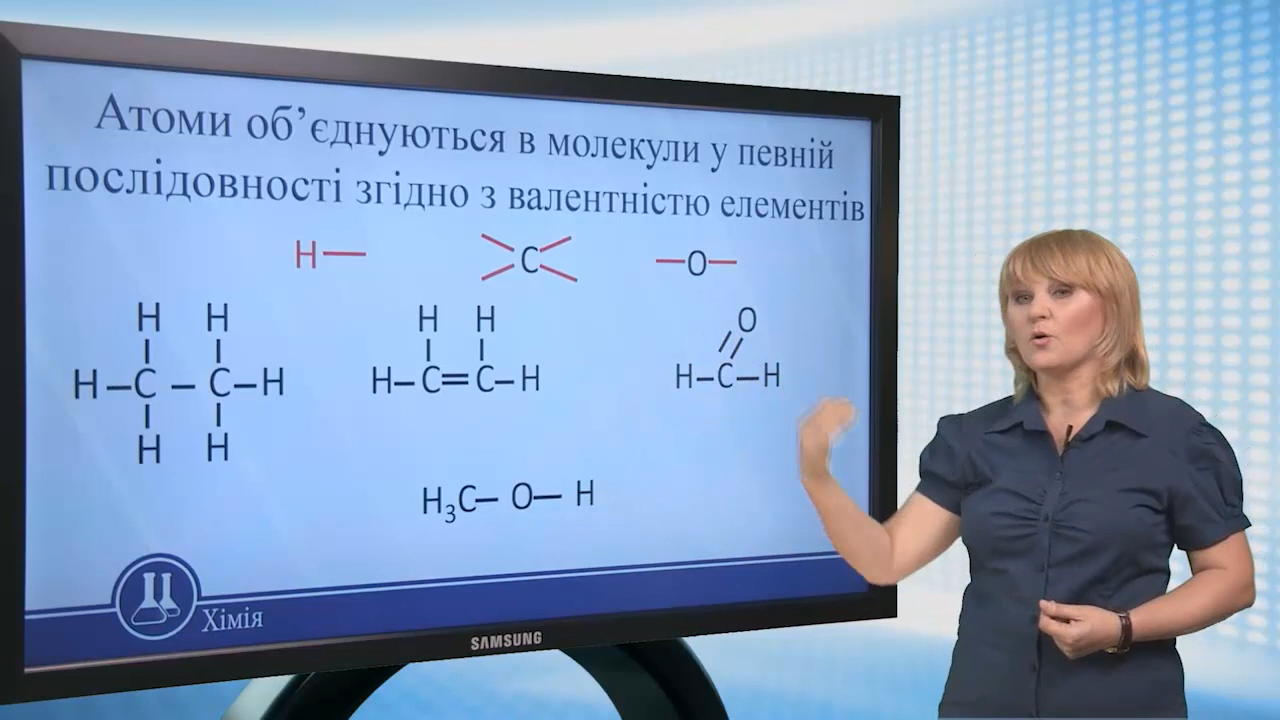 Атоми об’єднуються в молекули у певній
послідовності згідно з валентністю елементів
H— C —O—
H H H H O
H–C–C–H H–C=C–H H–C–H
H H
H₃C– O– H
Хімія
SAMSUNG